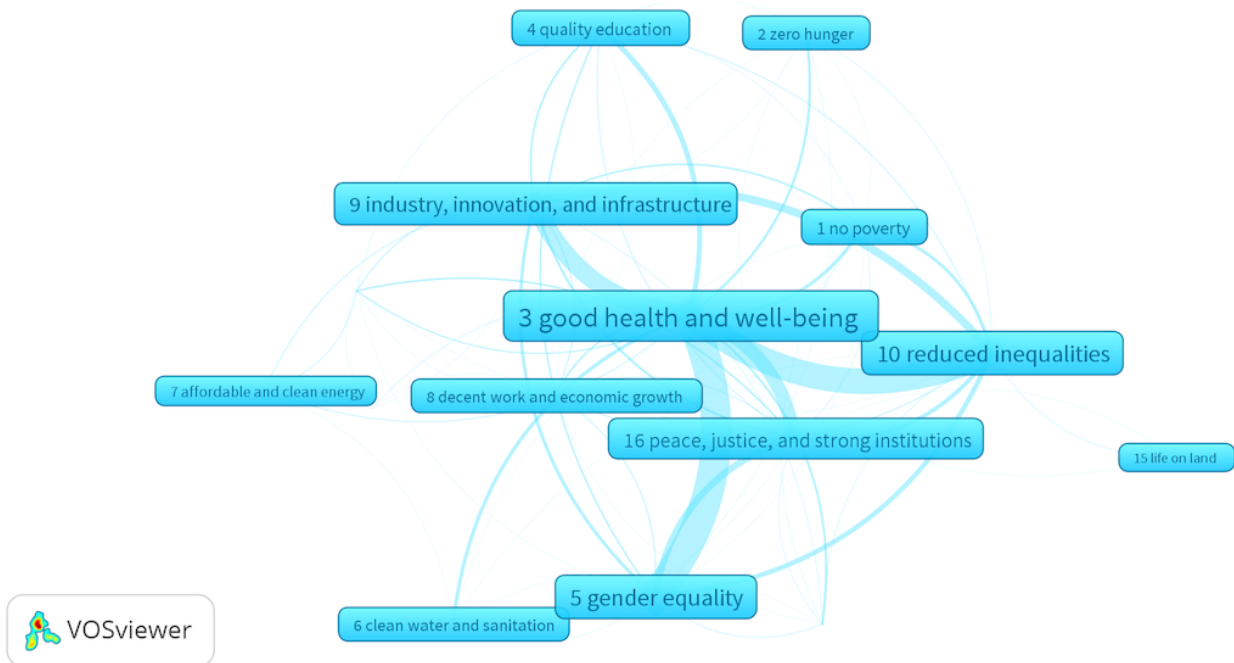 4 quality education
2 zero hunger
9 industry, innovation, and infrastructure
1 no poverty
3 good health and well-being
10 reduced inequalities
7 affordable and clean energy
8 decent work and economic growth
16 peace, justice, and strong institutions
15 life on land
5 gender equality
6 clean water and sanitation
VOSviewer